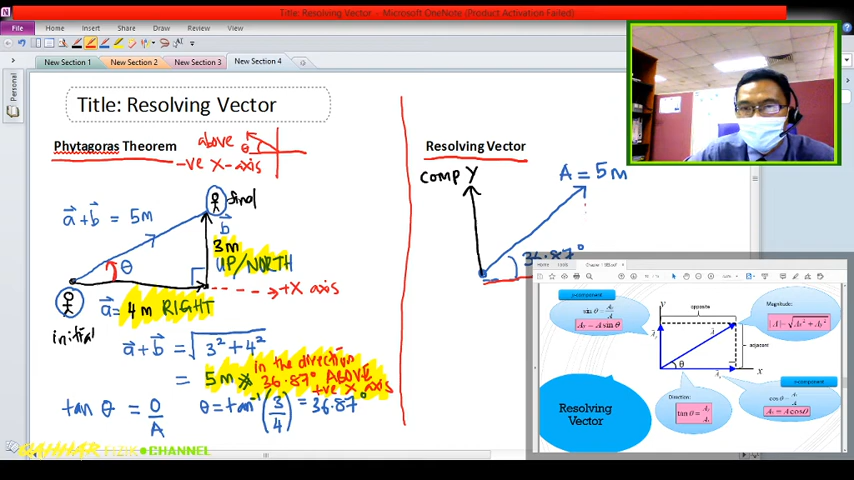 Title: Resolving Vector - Microsoft OneNote (Product Activation Failed)
File Home Insert Share Draw Review View
New Section 1 New Section 2 New Section 3 New Section 4
Personal
Title: Resolving Vector
Phytagoras Theorem
above
θ
-ve X-axis
final
a⃗+b⃗ = 5m
b⃗
3m
UP/NORTH
θ
+X axis
a⃗= 4m RIGHT
initial
a⃗+b⃗ = √3²+4²
= 5m in the direction
36.87° ABOVE
+ve X axis
tan θ = O/A θ = tan⁻¹(3/4) = 36.87°
CHANNEL
Resolving Vector
comp Y
A = 5m
36.87°
y-component
sin θ = Ay/A
Ay = A sin θ
opposite
y
A
θ
x
adjacent
Magnitude:
|A| = √Ax² + Ay²
Resolving
Vector
Direction:
tan θ = Ay/Ax
x-component
cos θ = Ax/A
Ax = A cos θ